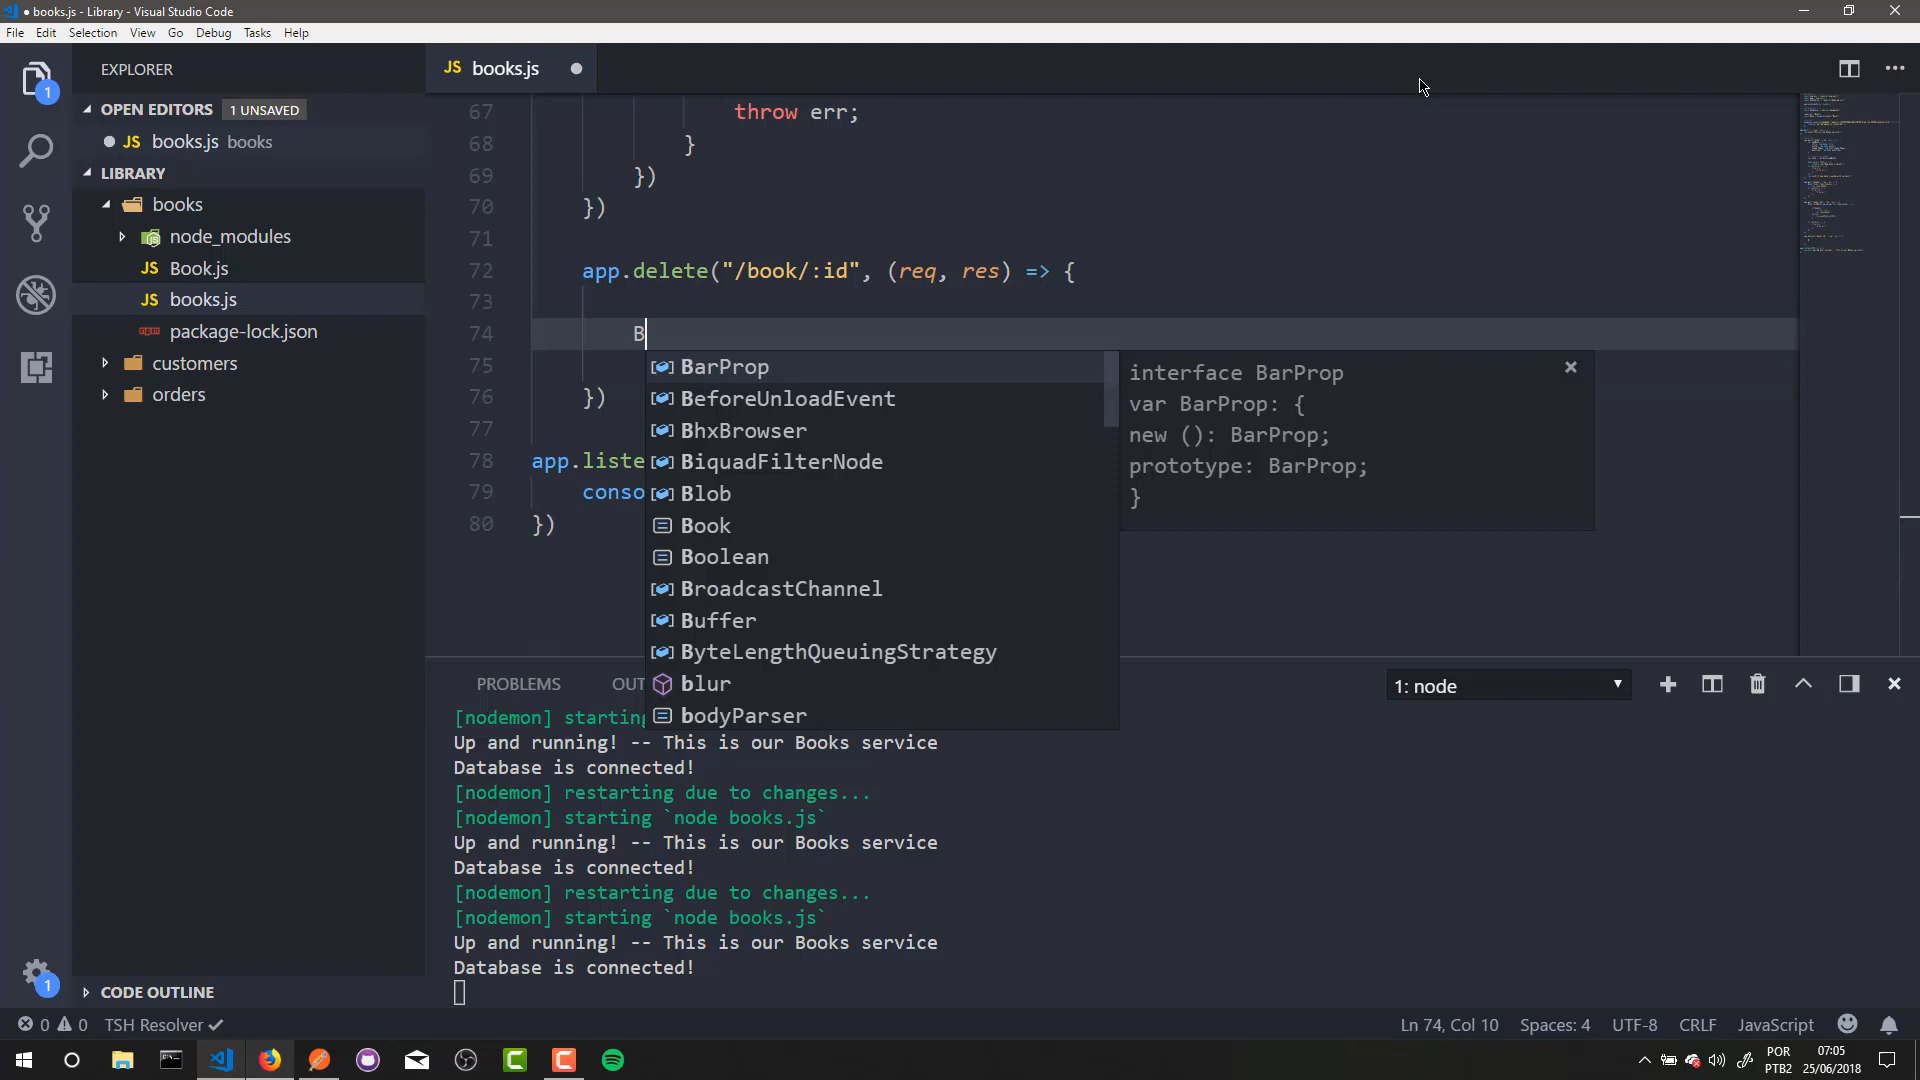 books.js - Library - Visual Studio Code
File Edit Selection View Go Debug Tasks Help
EXPLORER
OPEN EDITORS 1 UNSAVED
JS books.js books
LIBRARY
books
node_modules
JS Book.js
JS books.js
package-lock.json
customers
orders
CODE OUTLINE
1
1
JS books.js
67 throw err;
68 }
69 })
70 })
71
72 app.delete("/book/:id", (req, res) => {
73
74 B
75
76 })
77
78 app.liste
79 conso
80 })
BarProp
BeforeUnloadEvent
BhxBrowser
BiquadFilterNode
Blob
Book
Boolean
BroadcastChannel
Buffer
ByteLengthQueuingStrategy
blur
bodyParser
interface BarProp
var BarProp: {
new (): BarProp;
prototype: BarProp;
}
PROBLEMS OUT 1: node
[nodemon] starting
Up and running! -- This is our Books service
Database is connected!
[nodemon] restarting due to changes...
[nodemon] starting `node books.js`
Up and running! -- This is our Books service
Database is connected!
[nodemon] restarting due to changes...
[nodemon] starting `node books.js`
Up and running! -- This is our Books service
Database is connected!
0 0 TSH Resolver Ln 74, Col 10 Spaces: 4 UTF-8 CRLF JavaScript
POR 07:05
PTB2 25/06/2018